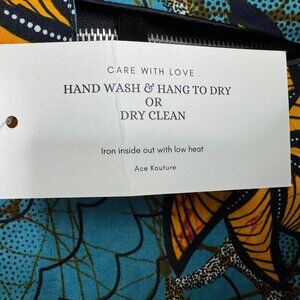 CARE WITH LOVE
HAND WASH & HANG TO DRY
OR
DRY CLEAN
Iron inside out with low heat
Ace Kouture